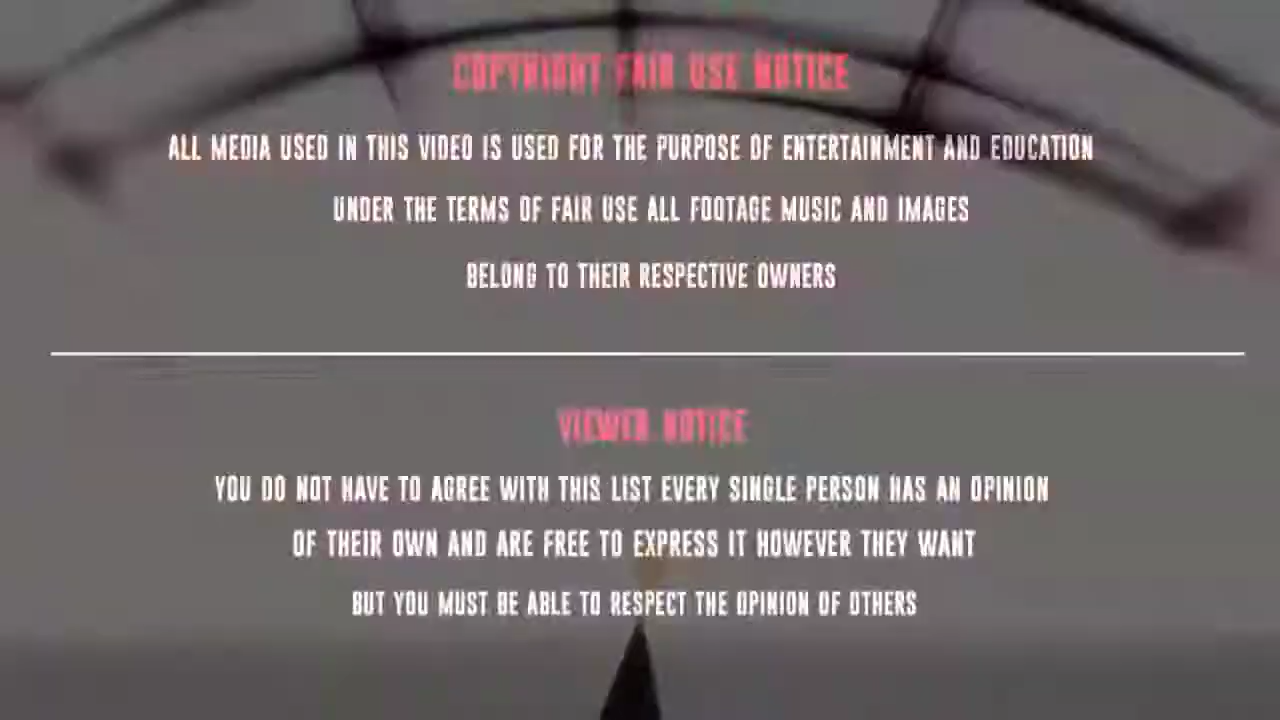 COPYRIGHT FAIR USE NOTICE
ALL MEDIA USED IN THIS VIDEO IS USED FOR THE PURPOSE OF ENTERTAINMENT AND EDUCATION
UNDER THE TERMS OF FAIR USE ALL FOOTAGE MUSIC AND IMAGES
BELONG TO THEIR RESPECTIVE OWNERS
VIEWER NOTICE
YOU DO NOT HAVE TO AGREE WITH THIS LIST EVERY SINGLE PERSON HAS AN OPINION
OF THEIR OWN AND ARE FREE TO EXPRESS IT HOWEVER THEY WANT
BUT YOU MUST BE ABLE TO RESPECT THE OPINION OF OTHERS